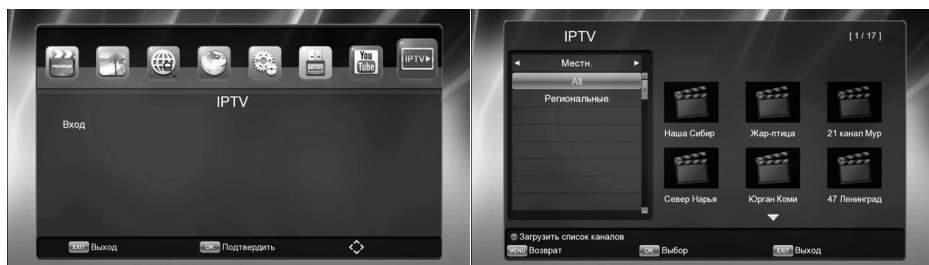 PROGRAM
You
Tube
IPTV
IPTV
Вход
EXIT Выход
OK Подтвердить
IPTV
[1/17]
Местн.
All
Региональные
Наша Сибир
Жар-птица
21 канал Мур
Север Нарья
Юрган Коми
47 Ленинград
Загрузить список каналов
MENU Возврат
OK Выбор
EXIT Выход